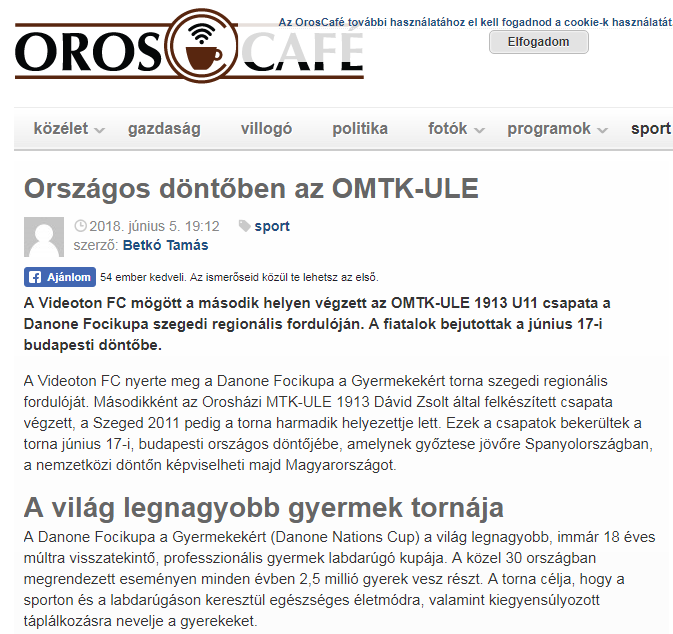 Az OrosCafé további használatához el kell fogadnod a cookie-k használatát
Elfogadom
OROS CAFÉ
közélet gazdaság villogó politika fotók programok sport
Országos döntőben az OMTK-ULE
2018. június 5. 19:12 sport
szerző: Betkó Tamás
Ajánlom 54 ember kedveli. Az ismerőseid közül te lehetsz az első.
A Videoton FC mögött a második helyen végzett az OMTK-ULE 1913 U11 csapata a
Danone Focikupa szegedi regionális fordulóján. A fiatalok bejutottak a június 17-i
budapesti döntőbe.
A Videoton FC nyerte meg a Danone Focikupa a Gyermekekért torna szegedi regionális
fordulóját. Másodikként az Orosházi MTK-ULE 1913 Dávid Zsolt által felkészített csapata
végzett, a Szeged 2011 pedig a torna harmadik helyezettje lett. Ezek a csapatok bekerültek a
torna június 17-i, budapesti országos döntőjébe, amelynek győztese jövőre Spanyolországban,
a nemzetközi döntőn képviselheti majd Magyarországot.
A világ legnagyobb gyermek tornája
A Danone Focikupa a Gyermekekért (Danone Nations Cup) a világ legnagyobb, immár 18 éves
múltra visszatekintő, professzionális gyermek labdarúgó kupája. A közel 30 országban
megrendezett eseményen minden évben 2,5 millió gyerek vesz részt. A torna célja, hogy a
sporton és a labdarúgáson keresztül egészséges életmódra, valamint kiegyensúlyozott
táplálkozásra nevelje a gyerekeket.